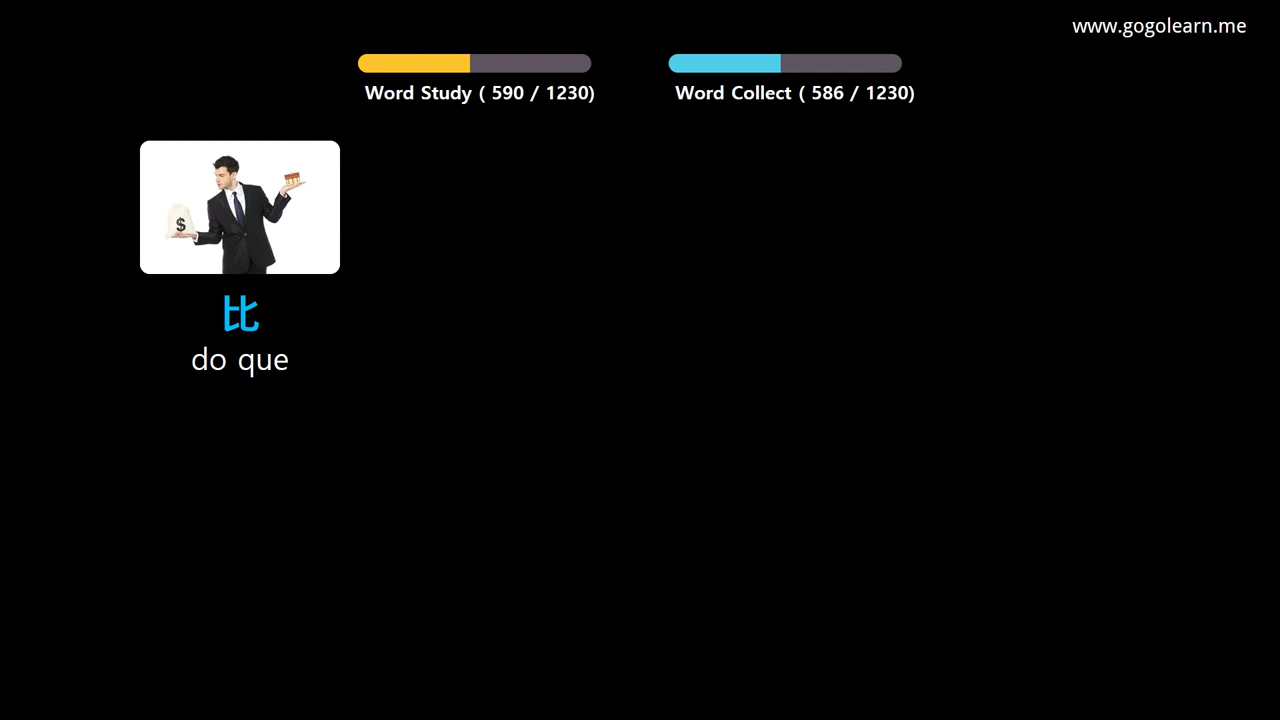 www.gogolearn.me
Word Study ( 590 / 1230)
Word Collect ( 586 / 1230)
$
比
do que